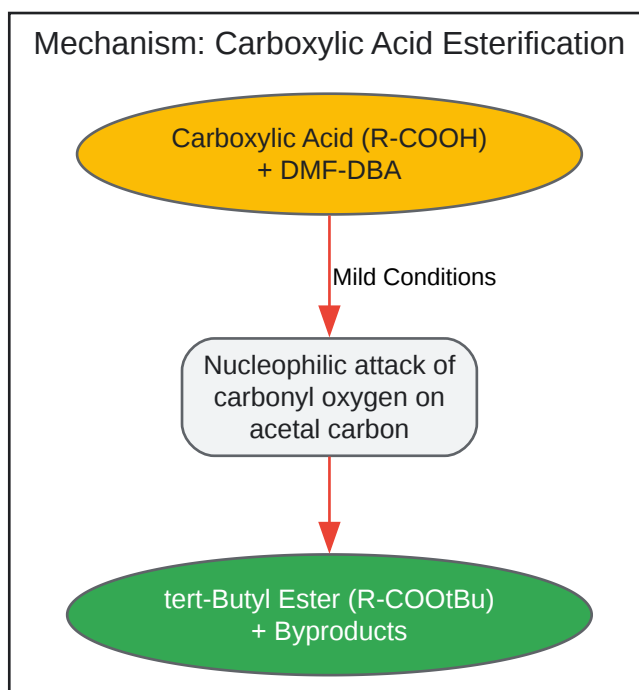 Mechanism: Carboxylic Acid Esterification
Carboxylic Acid (R-COOH)
+ DMF-DBA
Mild Conditions
Nucleophilic attack of
carbonyl oxygen on
acetal carbon
tert-Butyl Ester (R-COOtBu)
+ Byproducts